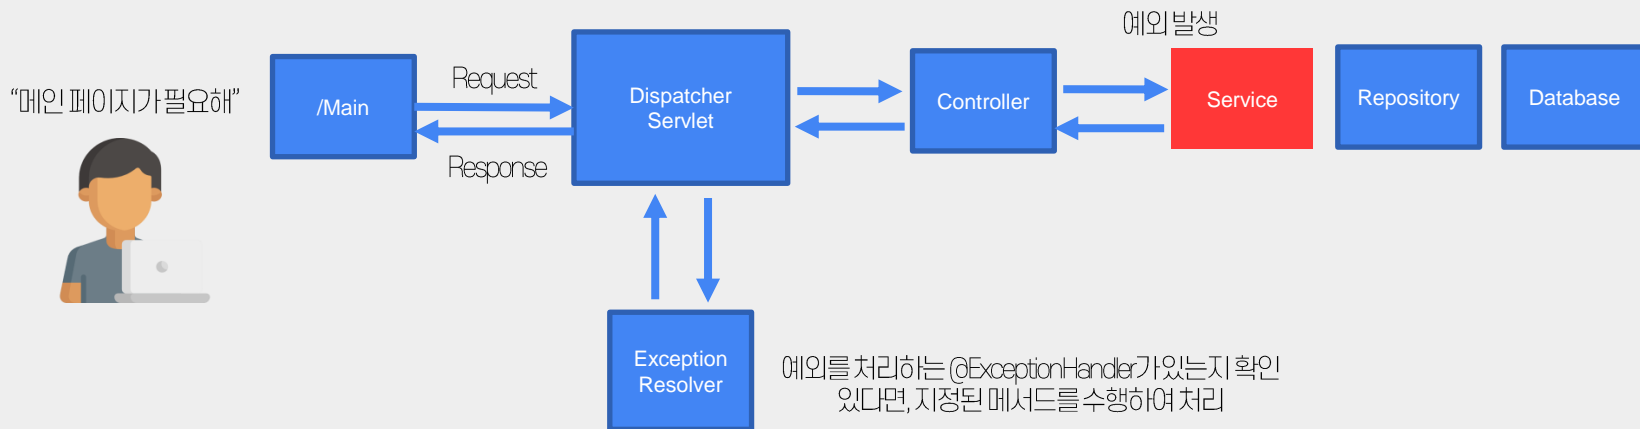 예외 발생
“메인 페이지가 필요해”
/Main
Request
Response
Dispatcher
Servlet
Controller
Service
Repository
Database
Exception
Resolver
예외를 처리하는 @ExceptionHandler가 있는지 확인
있다면, 지정된 메서드를 수행하여 처리